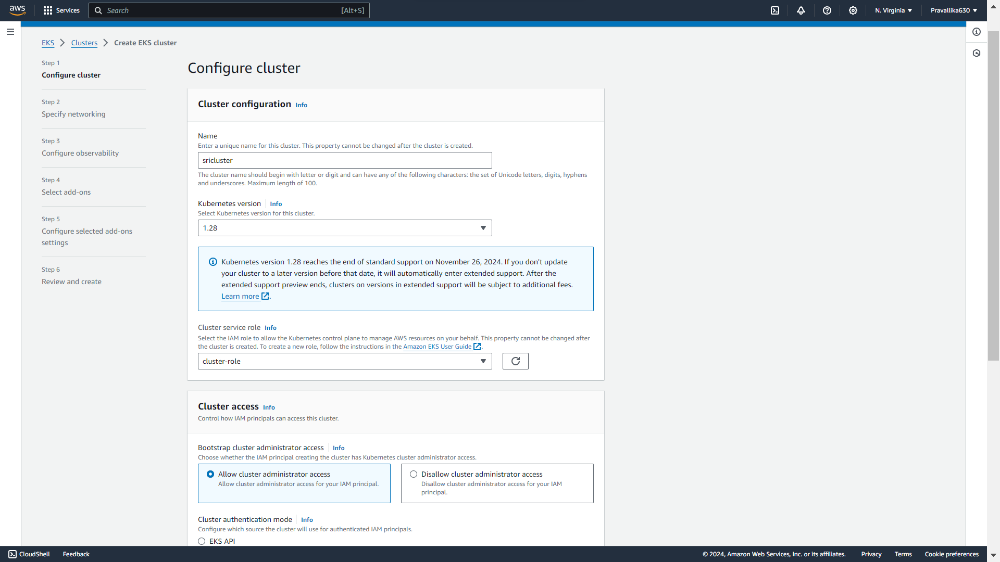 aws Services Search [Alt+S] N. Virginia Pravallika630
EKS Clusters Create EKS cluster
Step 1
Configure cluster
Step 2
Specify networking
Step 3
Configure observability
Step 4
Select add-ons
Step 5
Configure selected add-ons
settings
Step 6
Review and create
Configure cluster
Cluster configuration Info
Name
Enter a unique name for this cluster. This property cannot be changed after the cluster is created.
sricluster
The cluster name should begin with letter or digit and can have any of the following characters: the set of Unicode letters, digits, hyphens
and underscores. Maximum length of 100.
Kubernetes version Info
Select Kubernetes version for this cluster.
1.28
Kubernetes version 1.28 reaches the end of standard support on November 26, 2024. If you don't update
your cluster to a later version before that date, it will automatically enter extended support. After the
extended support preview ends, clusters on versions in extended support will be subject to additional fees.
Learn more .
Cluster service role Info
Select the IAM role to allow the Kubernetes control plane to manage AWS resources on your behalf. This property cannot be changed after
the cluster is created. To create a new role, follow the instructions in the Amazon EKS User Guide .
cluster-role
Cluster access Info
Control how IAM principals can access this cluster.
Bootstrap cluster administrator access Info
Choose whether the IAM principal creating the cluster has Kubernetes cluster administrator access.
Allow cluster administrator access
Allow cluster administrator access for your IAM principal.
Disallow cluster administrator access
Disallow cluster administrator access for your IAM
principal.
Cluster authentication mode Info
Configure which source the cluster will use for authenticated IAM principals.
EKS API
CloudShell Feedback © 2024, Amazon Web Services, Inc. or its affiliates. Privacy Terms Cookie preferences